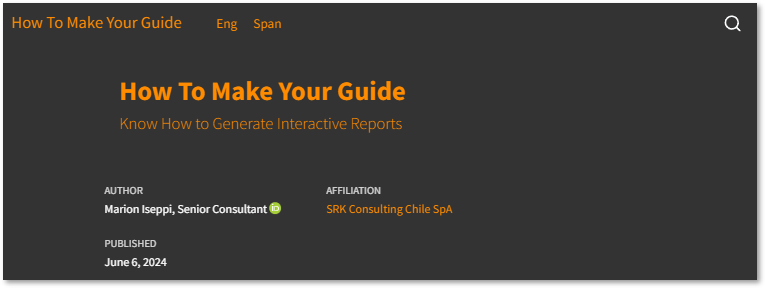 How To Make Your Guide Eng Span
How To Make Your Guide
Know How to Generate Interactive Reports
AUTHOR AFFILIATION
Marion Iseppi, Senior Consultant iD SRK Consulting Chile SpA
PUBLISHED
June 6, 2024